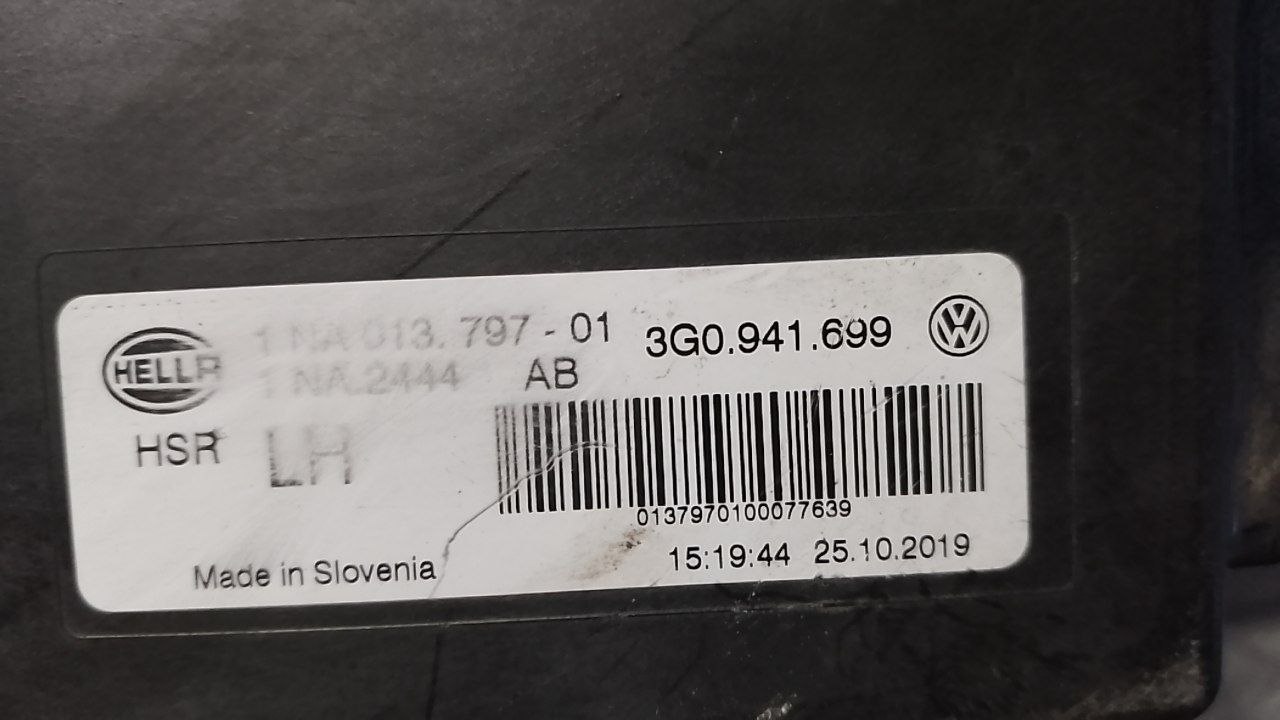 HELLA
1 NA 013.797-01
3G0.941.699
1 NA.2444 AB
HSR LH
0137970100077639
Made in Slovenia
15:19:44 25.10.2019